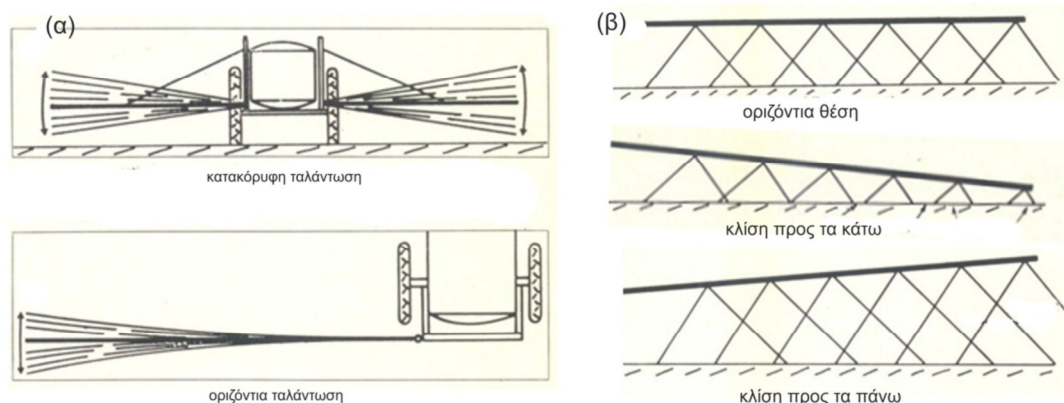 (α)
κατακόρυφη ταλάντωση
οριζόντια ταλάντωση
(β)
οριζόντια θέση
κλίση προς τα κάτω
κλίση προς τα πάνω